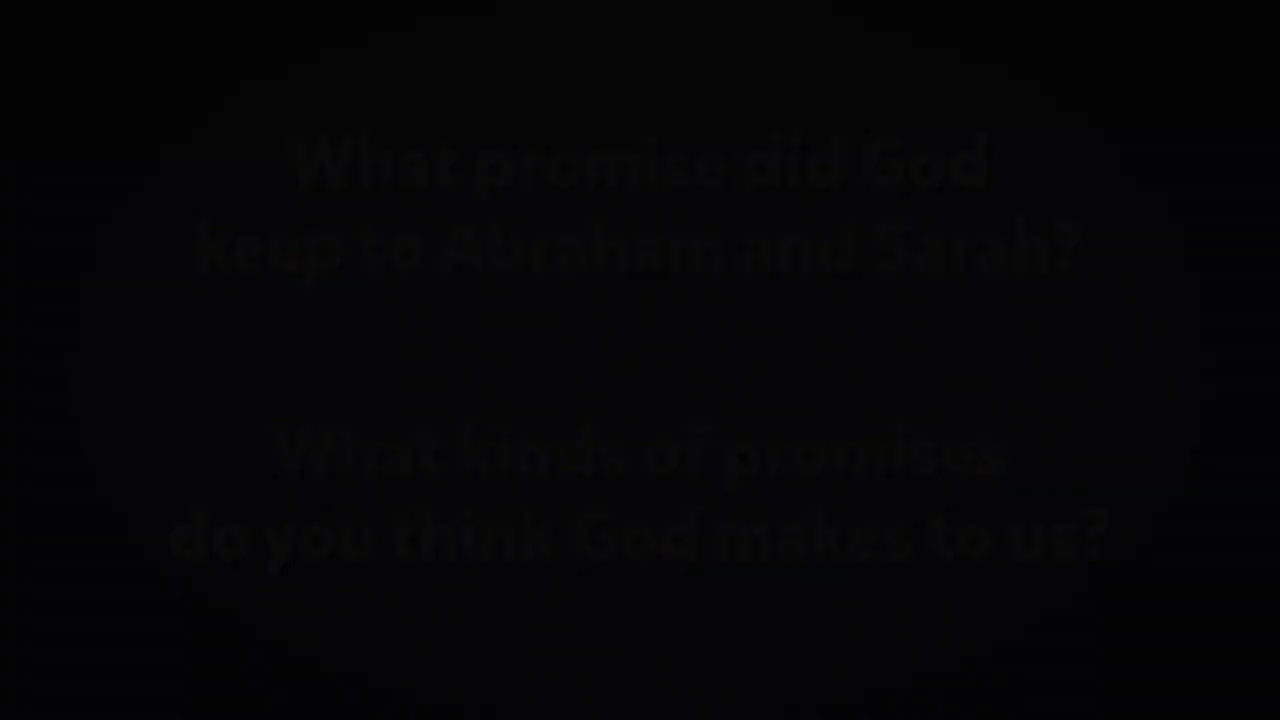 What promise did God
keep to Abraham and Sarah?
What kinds of promises
do you think God makes to us?